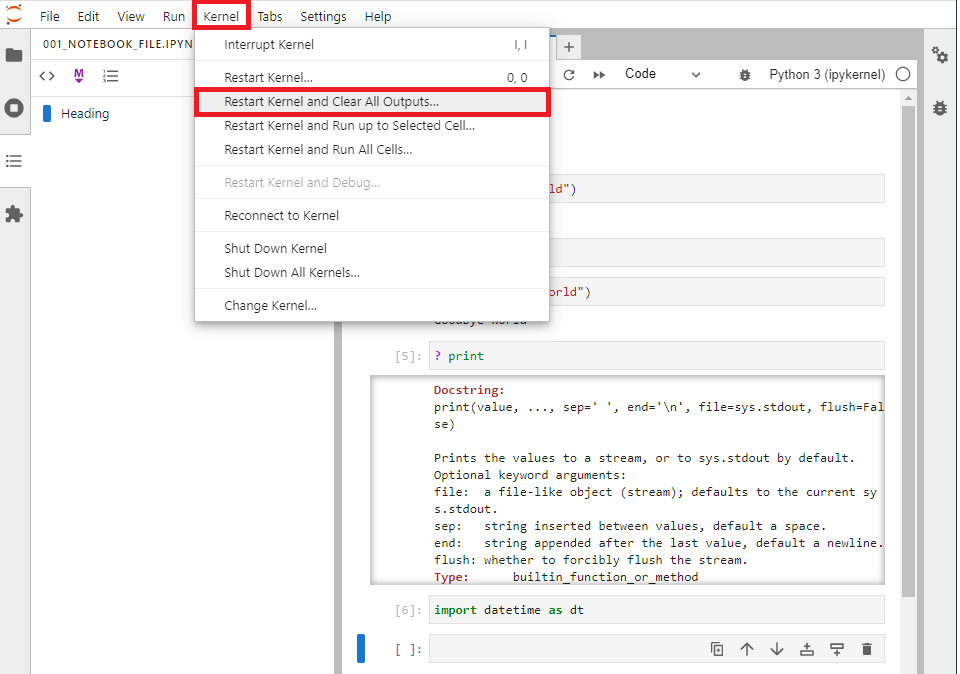 File Edit View Run Kernel Tabs Settings Help
001_NOTEBOOK_FILE.IPYN
M
Heading
Interrupt Kernel I, I
Restart Kernel... 0, 0
Restart Kernel and Clear All Outputs...
Restart Kernel and Run up to Selected Cell...
Restart Kernel and Run All Cells...
Restart Kernel and Debug...
Reconnect to Kernel
Shut Down Kernel
Shut Down All Kernels...
Change Kernel...
Code Python 3 (ipykernel)
ld")
orld")
[5]: ? print
Docstring:
print(value, ..., sep=' ', end='\n', file=sys.stdout, flush=Fal
se)
Prints the values to a stream, or to sys.stdout by default.
Optional keyword arguments:
file:  a file-like object (stream); defaults to the current sy
s.stdout.
sep:   string inserted between values, default a space.
end:   string appended after the last value, default a newline.
flush: whether to forcibly flush the stream.
Type:      builtin_function_or_method
[6]: import datetime as dt
[ ]: